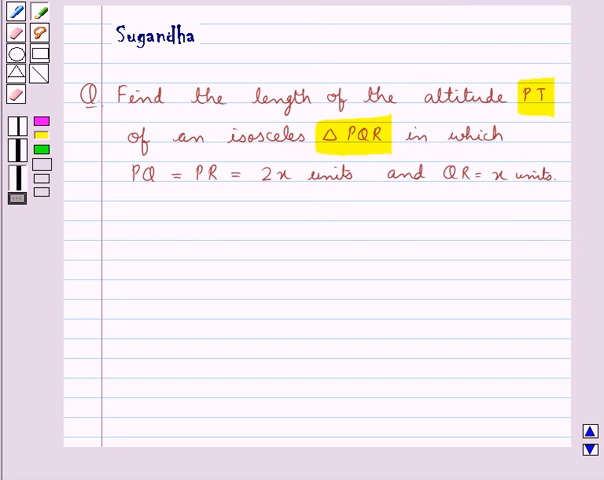 Sugandha
Q. Find the length of the altitude PT
of an isosceles △ PQR in which
PQ = PR = 2x units and QR = x units.